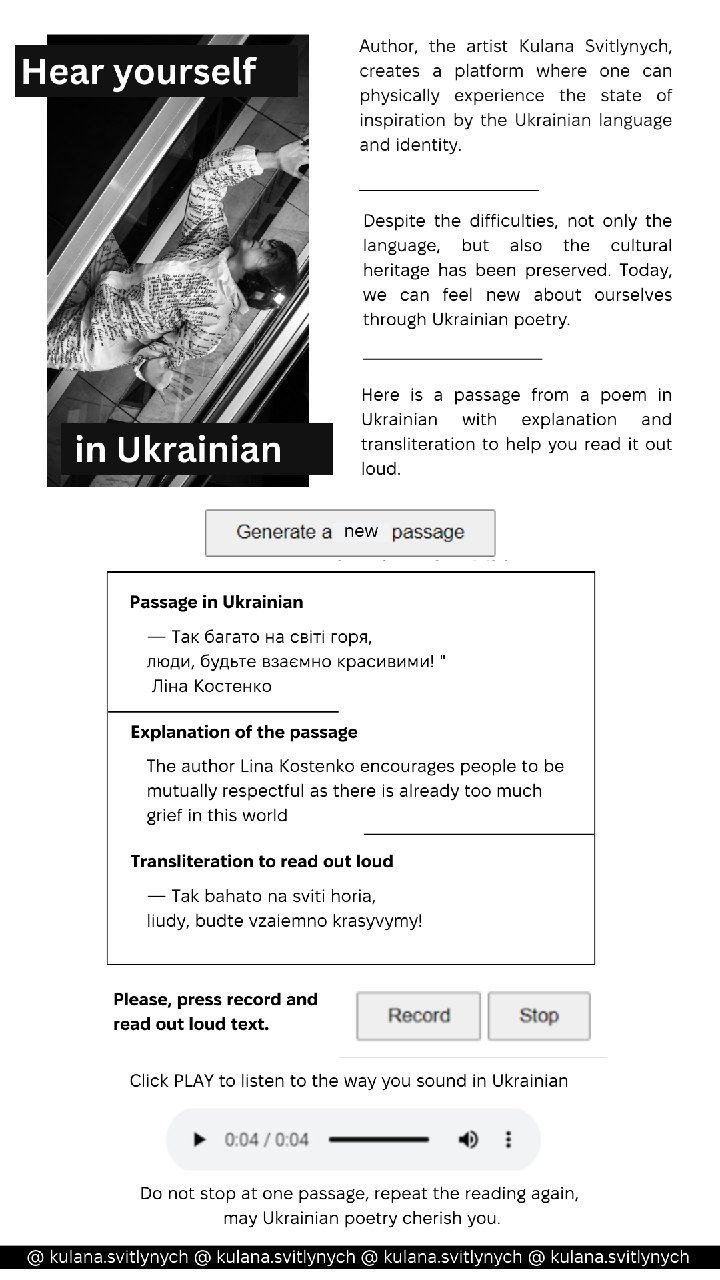 Hear yourself
in Ukrainian
Author, the artist Kulana Svitlynych,
creates a platform where one can
physically experience the state of
inspiration by the Ukrainian language
and identity.
Despite the difficulties, not only the
language, but also the cultural
heritage has been preserved. Today,
we can feel new about ourselves
through Ukrainian poetry.
Here is a passage from a poem in
Ukrainian with explanation and
transliteration to help you read it out
loud.
Generate a new passage
Passage in Ukrainian
— Так багато на світі горя,
люди, будьте взаємно красивими! "
Ліна Костенко
Explanation of the passage
The author Lina Kostenko encourages people to be
mutually respectful as there is already too much
grief in this world
Transliteration to read out loud
— Tak bahato na sviti horia,
liudy, budte vzaiemno krasyvymy!
Please, press record and
read out loud text.
Record Stop
Click PLAY to listen to the way you sound in Ukrainian
0:04 / 0:04
Do not stop at one passage, repeat the reading again,
may Ukrainian poetry cherish you.
@ kulana.svitlynych @ kulana.svitlynych @ kulana.svitlynych @ kulana.svitlynych